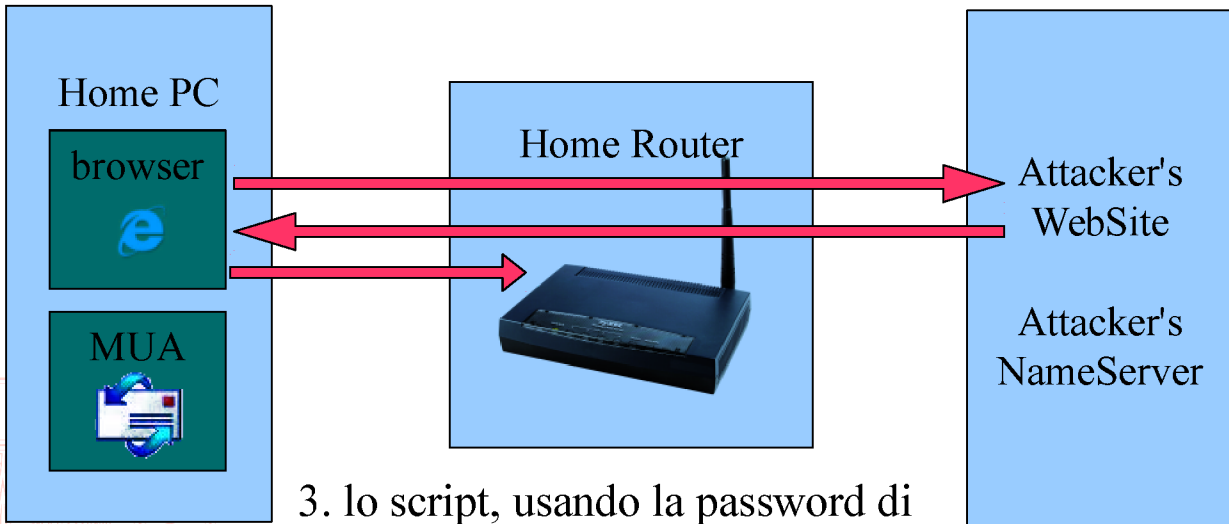 Home PC
browser
MUA
Home Router
Attacker's
WebSite
Attacker's
NameServer
3. lo script, usando la password di